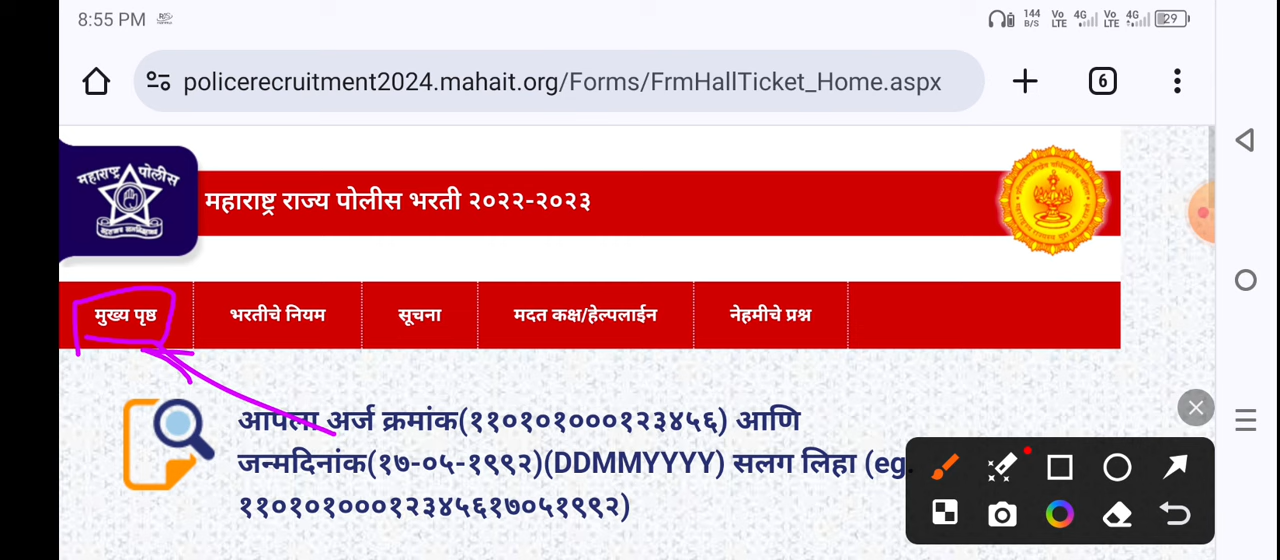 8:55 PM
144 B/S Vo LTE 4G Vo LTE 4G 29
policerecruitment2024.mahait.org/Forms/FrmHallTicket_Home.aspx
6
महाराष्ट्र पोलीस
महाराष्ट्र राज्य पोलीस भरती २०२२-२०२३
मुख्य पृष्ठ भरतीचे नियम सूचना मदत कक्ष/हेल्पलाईन नेहमीचे प्रश्न
आपला अर्ज क्रमांक(११०१०१०००१२३४५६) आणि
जन्मदिनांक(१७-०५-१९९२)(DDMMYYYY) सलग लिहा (eg.
११०१०१०००१२३४५६१७०५१९९२)